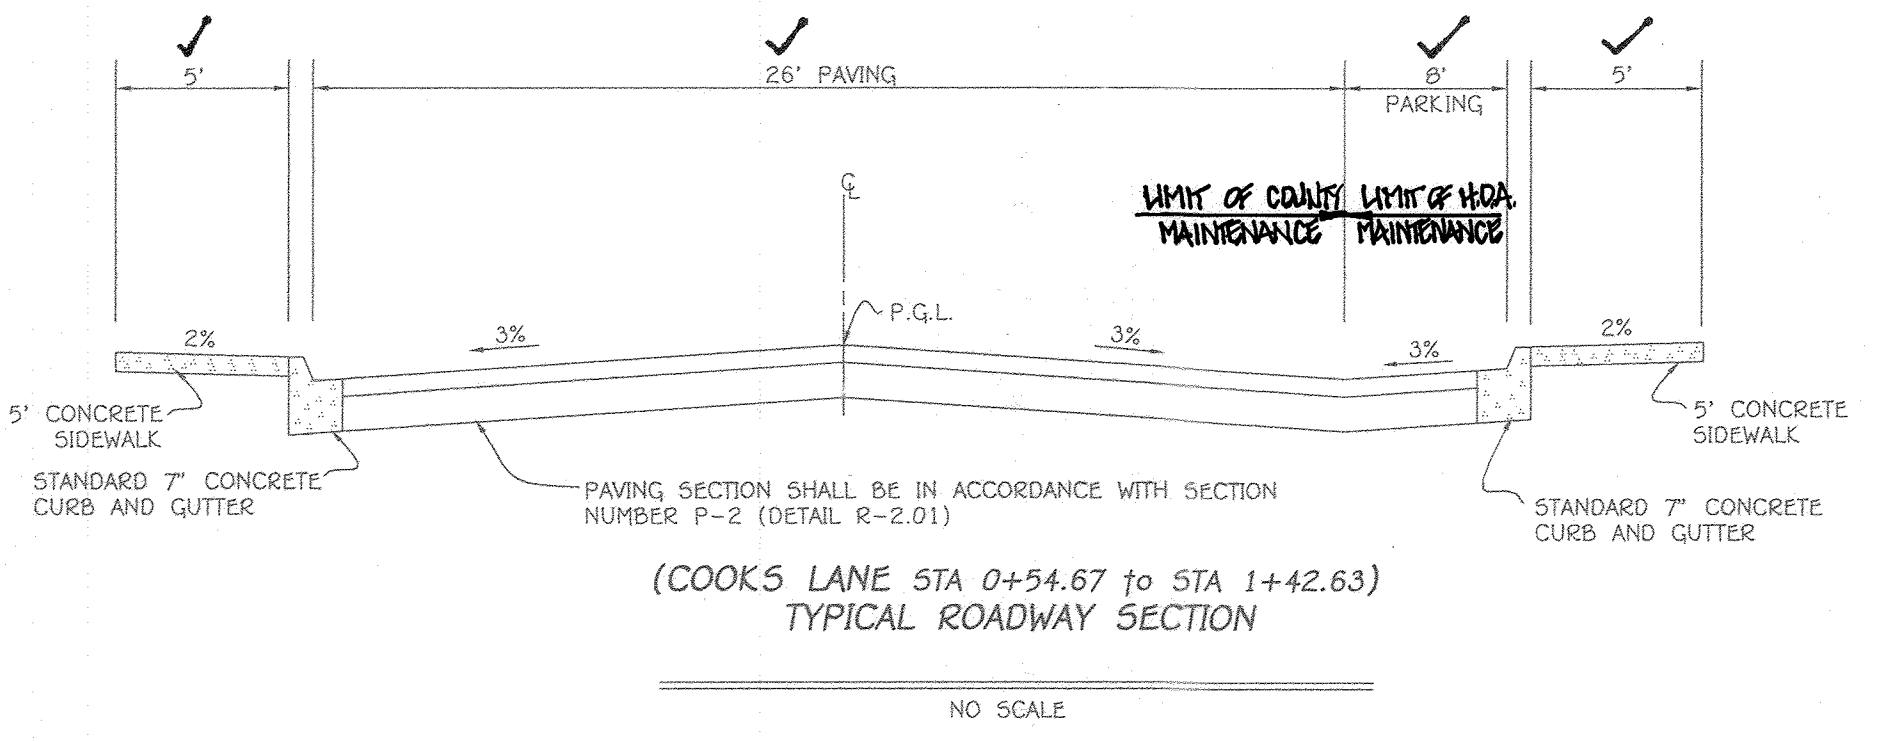 5'
26' PAVING
8'
PARKING
5'
LIMIT OF COUNTY
MAINTENANCE
LIMIT OF H.O.A.
MAINTENANCE
CL
P.G.L.
2%
3%
3%
3%
2%
5' CONCRETE
SIDEWALK
5' CONCRETE
SIDEWALK
STANDARD 7" CONCRETE
CURB AND GUTTER
PAVING SECTION SHALL BE IN ACCORDANCE WITH SECTION
NUMBER P-2 (DETAIL R-2.01)
STANDARD 7" CONCRETE
CURB AND GUTTER
(COOKS LANE STA 0+54.67 to STA 1+42.63)
TYPICAL ROADWAY SECTION
NO SCALE